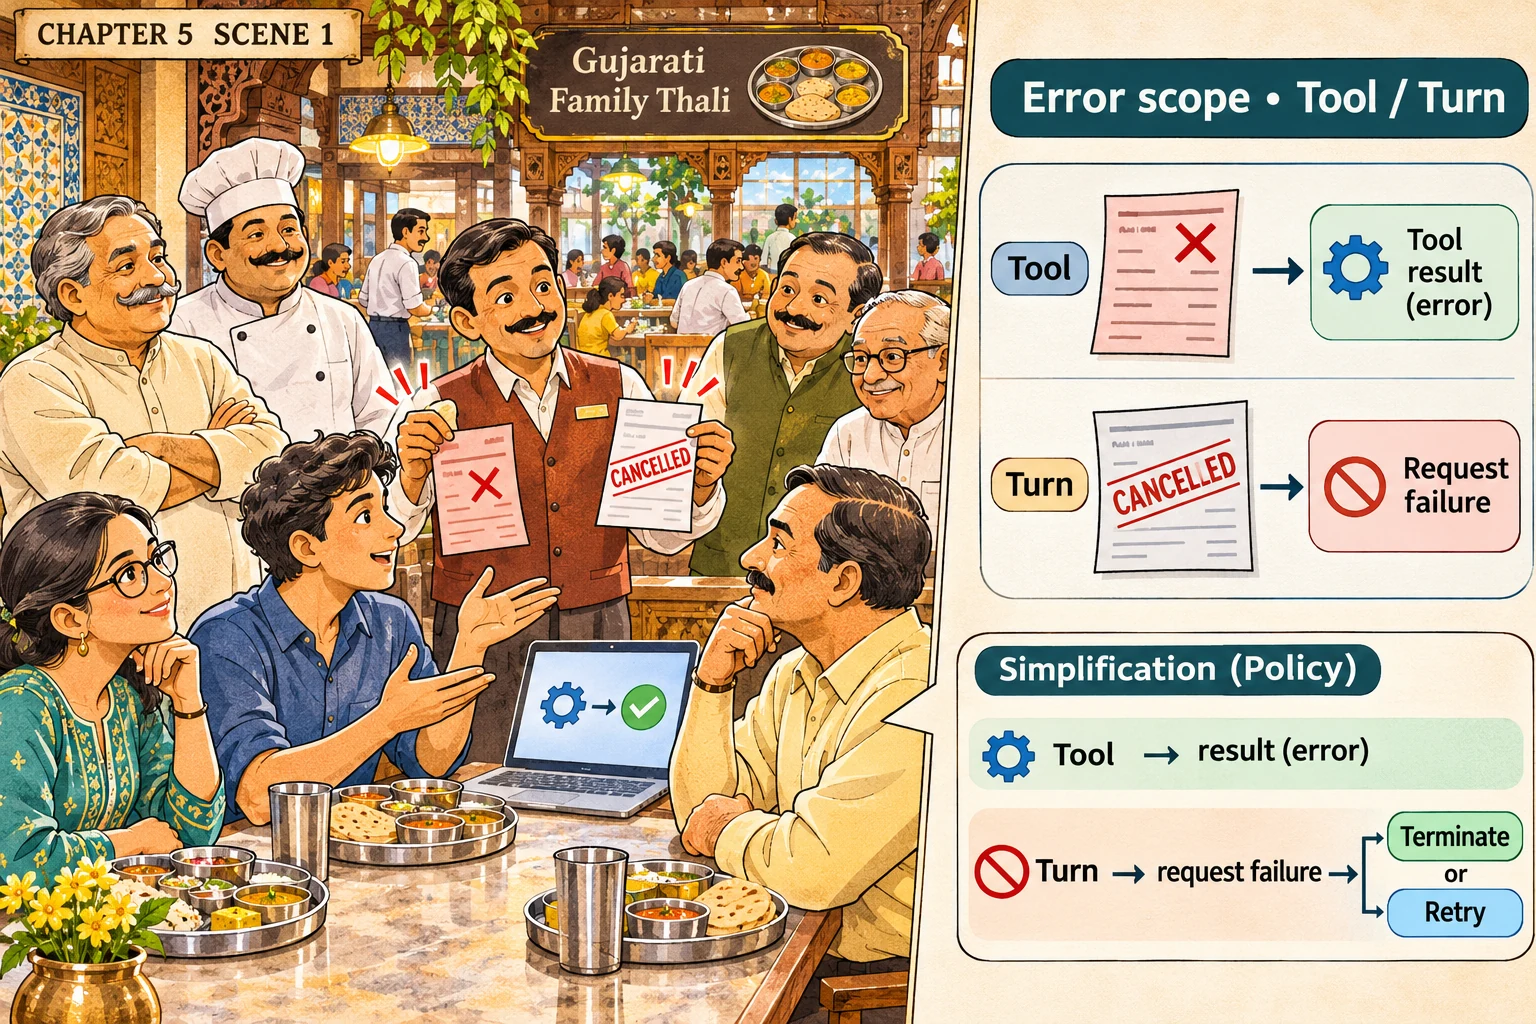 CHAPTER 5 SCENE 1
Gujarati
Family Thali
CANCELLED
Error scope • Tool / Turn
Tool
Tool
result
(error)
Turn
CANCELLED
Request
failure
Simplification (Policy)
Tool → result (error)
Turn → request failure →
Terminate
or
Retry